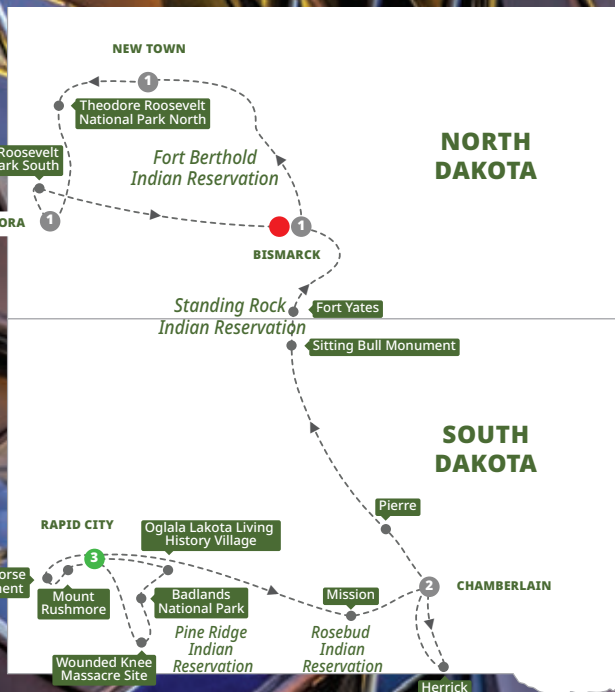 NEW TOWN
1
Theodore Roosevelt
National Park North
Roosevelt
Park South
Fort Berthold
Indian Reservation
NORTH
DAKOTA
1
ORA
1
BISMARCK
Standing Rock
Indian Reservation
Fort Yates
Sitting Bull Monument
SOUTH
DAKOTA
Pierre
RAPID CITY
Oglala Lakota Living
History Village
3
orse
ment
Mount
Rushmore
Badlands
National Park
Mission
2
CHAMBERLAIN
Pine Ridge
Indian
Reservation
Rosebud
Indian
Reservation
Wounded Knee
Massacre Site
Herrick